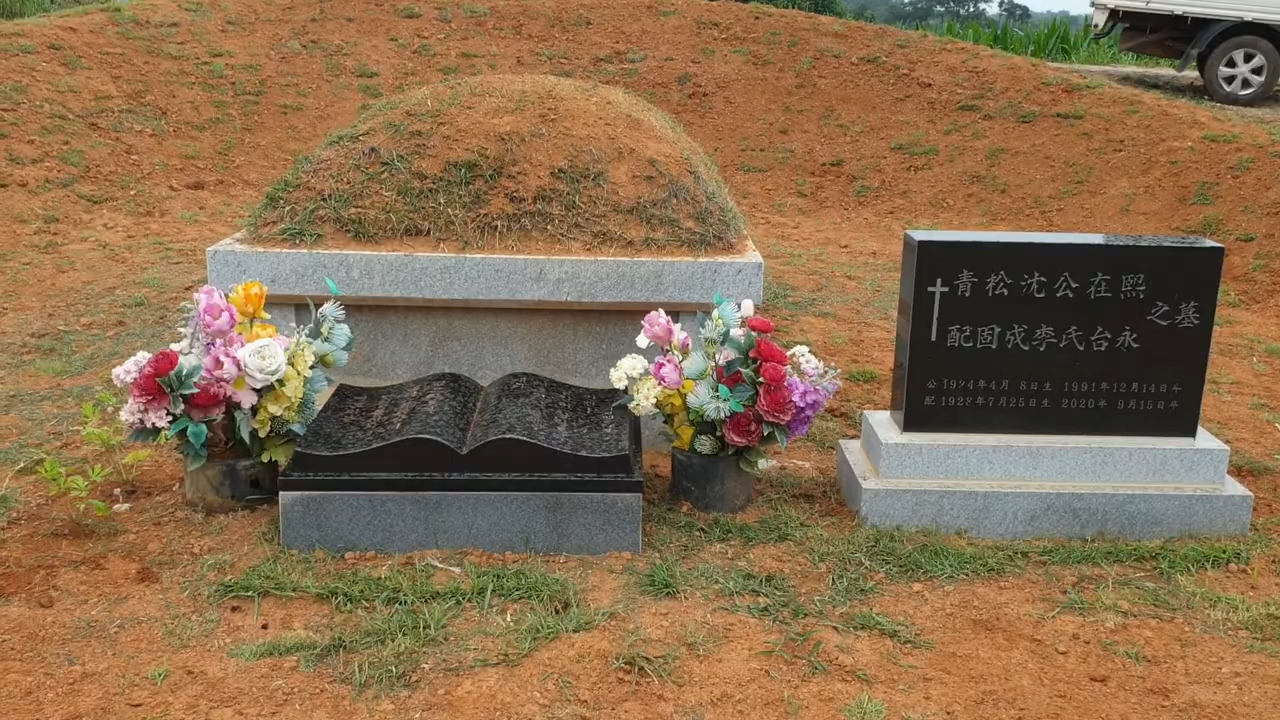 青松沈公在熙
之墓
配固成李氏台永
公1924年4月 8日生 1991年12月14日卒
配1928年7月25日生 2020年 9月15日卒